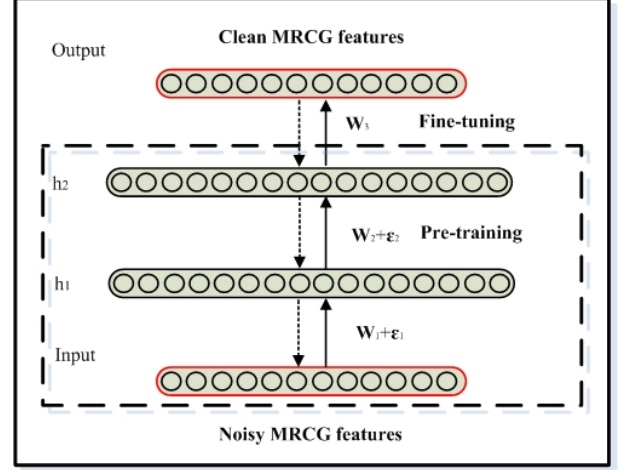 Clean MRCG features
Output
W₃
Fine-tuning
h2
W₂+ε₂
Pre-training
h1
W₁+ε₁
Input
Noisy MRCG features